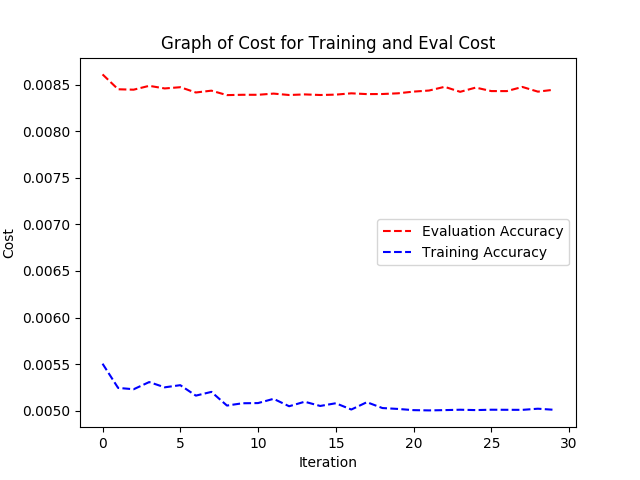 Graph of Cost for Training and Eval Cost
0.0085
0.0080
0.0075
0.0070
0.0065
0.0060
0.0055
0.0050
Cost
Evaluation Accuracy
Training Accuracy
0 5 10 15 20 25 30
Iteration